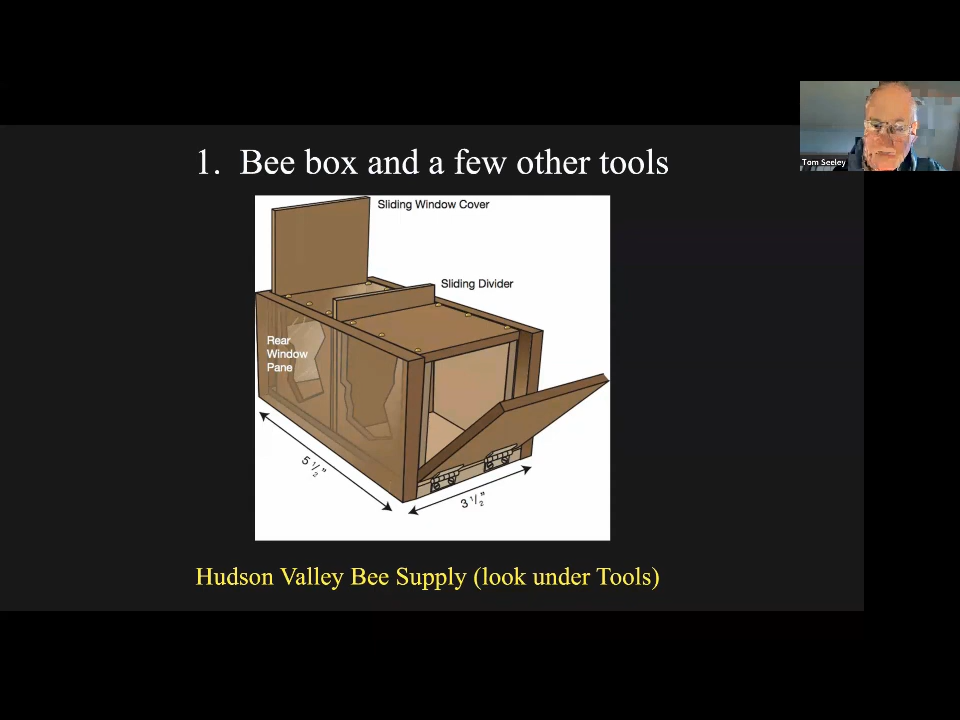 1. Bee box and a few other tools
Tom Seeley
Sliding Window Cover
Sliding Divider
Rear
Window
Pane
5 ½"
3 ½"
Hudson Valley Bee Supply (look under Tools)